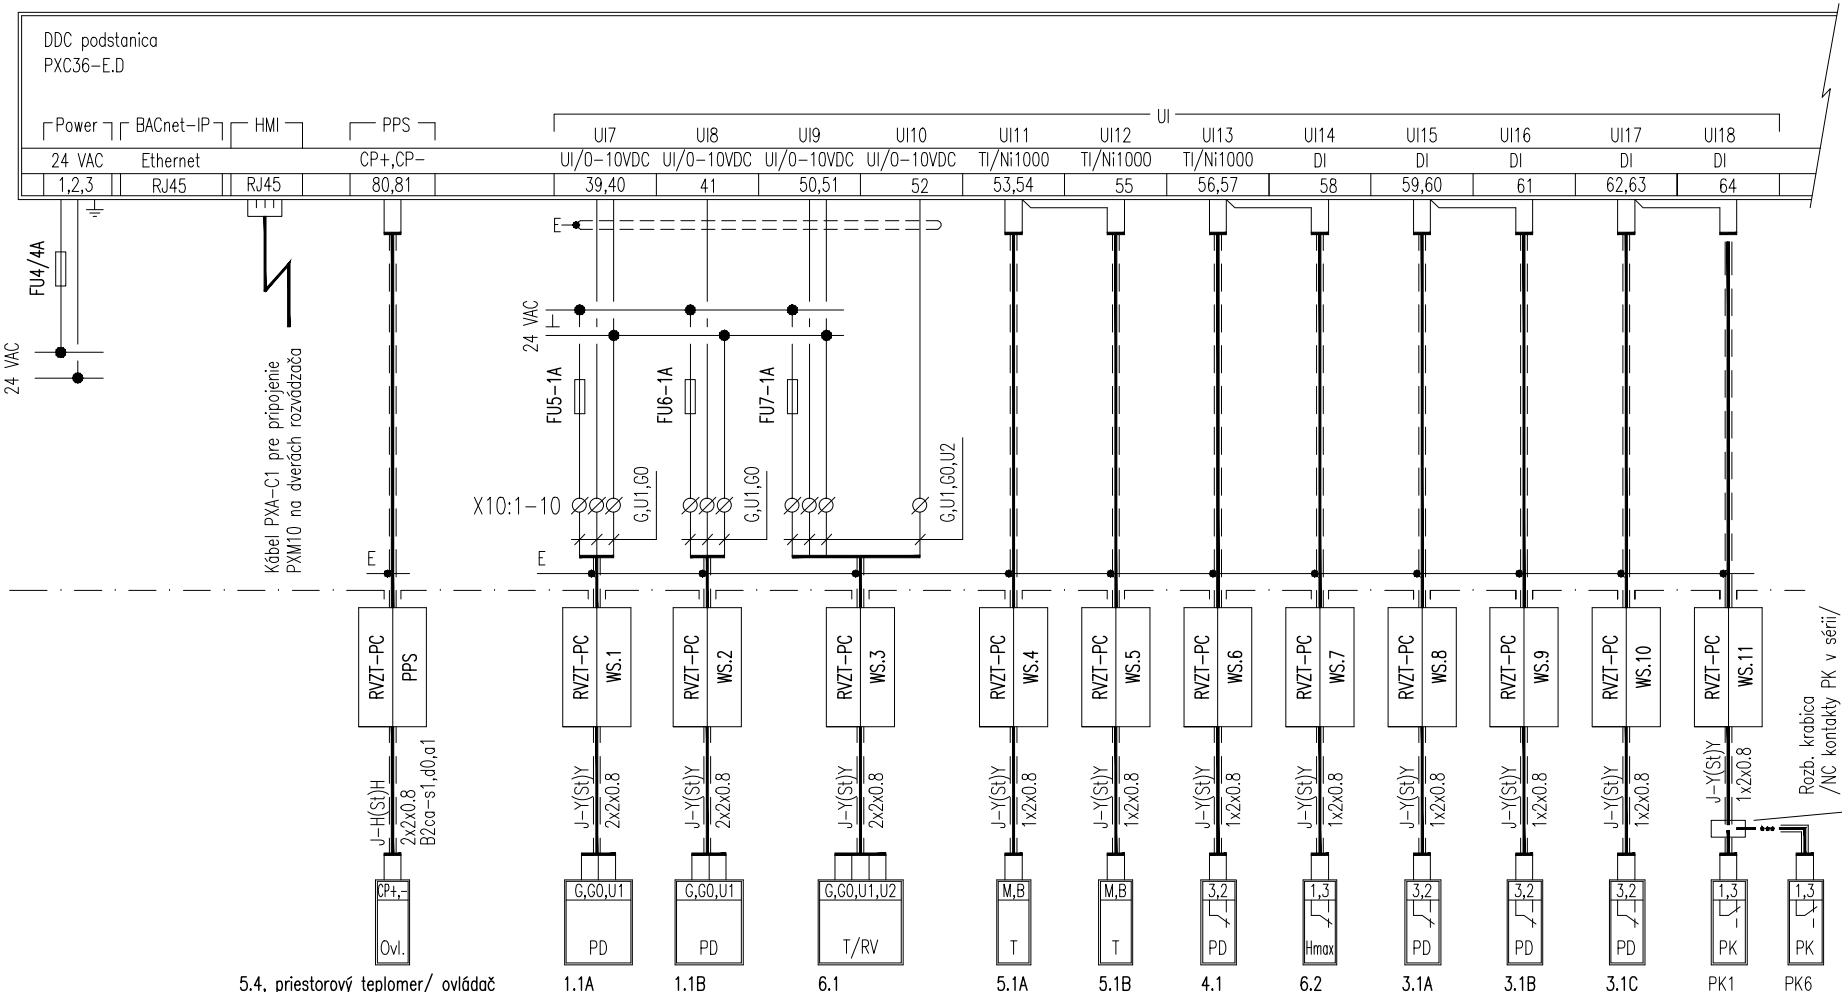 DDC podstanica
PXC36-E.D
Power BACnet-IP HMI PPS UI
UI7 UI8 UI9 UI10 UI11 UI12 UI13 UI14 UI15 UI16 UI17 UI18
24 VAC Ethernet CP+,CP- UI/0-10VDC UI/0-10VDC UI/0-10VDC UI/0-10VDC TI/Ni1000 TI/Ni1000 TI/Ni1000 DI DI DI DI DI
1,2,3 RJ45 RJ45 80,81 39,40 41 50,51 52 53,54 55 56,57 58 59,60 61 62,63 64
E
FU4/4A
24 VAC
24 VAC
Kábel PXA-C1 pre pripojenie
PXM10 na dverách rozvádzača
FU5-1A FU6-1A FU7-1A
X10:1-10
G,U1,G0 G,U1,G0 G,U1,G0,U2
E E
RVZT-PC RVZT-PC RVZT-PC RVZT-PC RVZT-PC RVZT-PC RVZT-PC RVZT-PC RVZT-PC RVZT-PC RVZT-PC RVZT-PC
PPS WS.1 WS.2 WS.3 WS.4 WS.5 WS.6 WS.7 WS.8 WS.9 WS.10 WS.11
Rozb. krabica
/NC kontakty PK v sérii/
J-H(St)H J-Y(St)Y J-Y(St)Y J-Y(St)Y J-Y(St)Y J-Y(St)Y J-Y(St)Y J-Y(St)Y J-Y(St)Y J-Y(St)Y J-Y(St)Y J-Y(St)Y
2x2x0.8 2x2x0.8 2x2x0.8 2x2x0.8 1x2x0.8 1x2x0.8 1x2x0.8 1x2x0.8 1x2x0.8 1x2x0.8 1x2x0.8 1x2x0.8
B2ca-s1,d0,a1
CP+,- G,G0,U1 G,G0,U1 G,G0,U1,U2 M,B M,B 3,2 1,3 3,2 3,2 3,2 1,3 1,3
Ovl. PD PD T/RV T T PD Hmax PD PD PD PK PK
5.4, priestorový teplomer/ ovládač 1.1A 1.1B 6.1 5.1A 5.1B 4.1 6.2 3.1A 3.1B 3.1C PK1 PK6